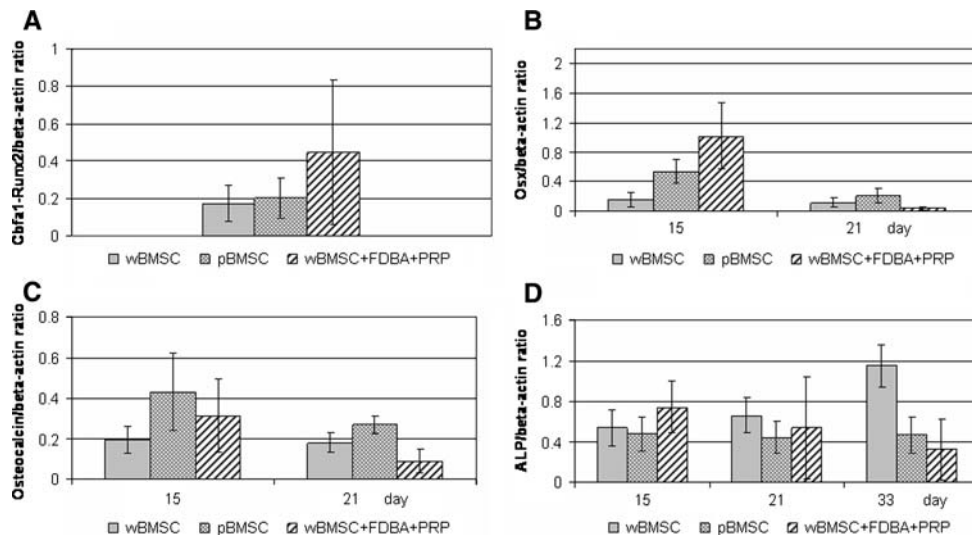 A
Cbfa1-Runx2/beta-actin ratio
1
0.8
0.6
0.4
0.2
0
wBMSC pBMSC wBMSC+FDBA+PRP
B
Osx/beta-actin ratio
2
1.6
1.2
0.8
0.4
0
15 21 day
wBMSC pBMSC wBMSC+FDBA+PRP
C
Osteocalcin/beta-actin ratio
0.8
0.6
0.4
0.2
0
15 21 day
wBMSC pBMSC wBMSC+FDBA+PRP
D
ALP/beta-actin ratio
1.6
1.2
0.8
0.4
0
15 21 33 day
wBMSC pBMSC wBMSC+FDBA+PRP